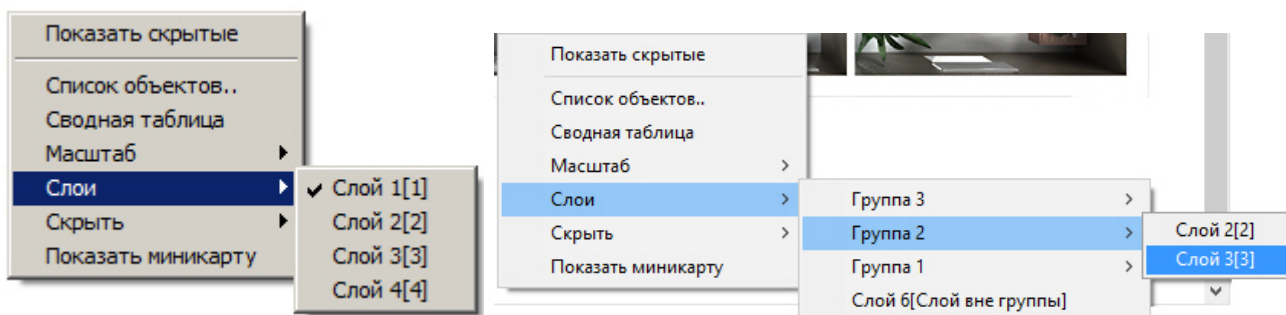 Показать скрытые
Список объектов..
Сводная таблица
Масштаб
Слои
Скрыть
Показать миникарту
Слой 1[1]
Слой 2[2]
Слой 3[3]
Слой 4[4]
Показать скрытые
Список объектов..
Сводная таблица
Масштаб
Слои
Скрыть
Показать миникарту
Группа 3
Группа 2
Группа 1
Слой 6[Слой вне группы]
Слой 2[2]
Слой 3[3]